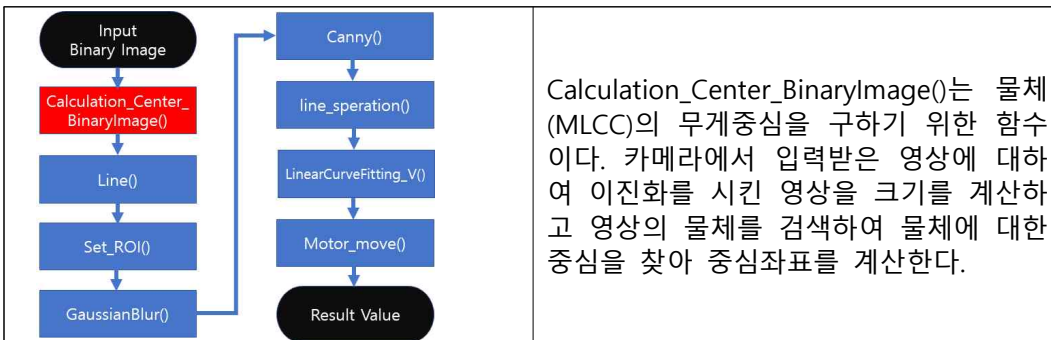 Input
Binary Image
Calculation_Center_
BinaryImage()
Line()
Set_ROI()
GaussianBlur()
Canny()
line_speration()
LinearCurveFitting_V()
Motor_move()
Result Value
Calculation_Center_BinaryImage()는 물체
(MLCC)의 무게중심을 구하기 위한 함수
이다. 카메라에서 입력받은 영상에 대하
여 이진화를 시킨 영상을 크기를 계산하
고 영상의 물체를 검색하여 물체에 대한
중심을 찾아 중심좌표를 계산한다.